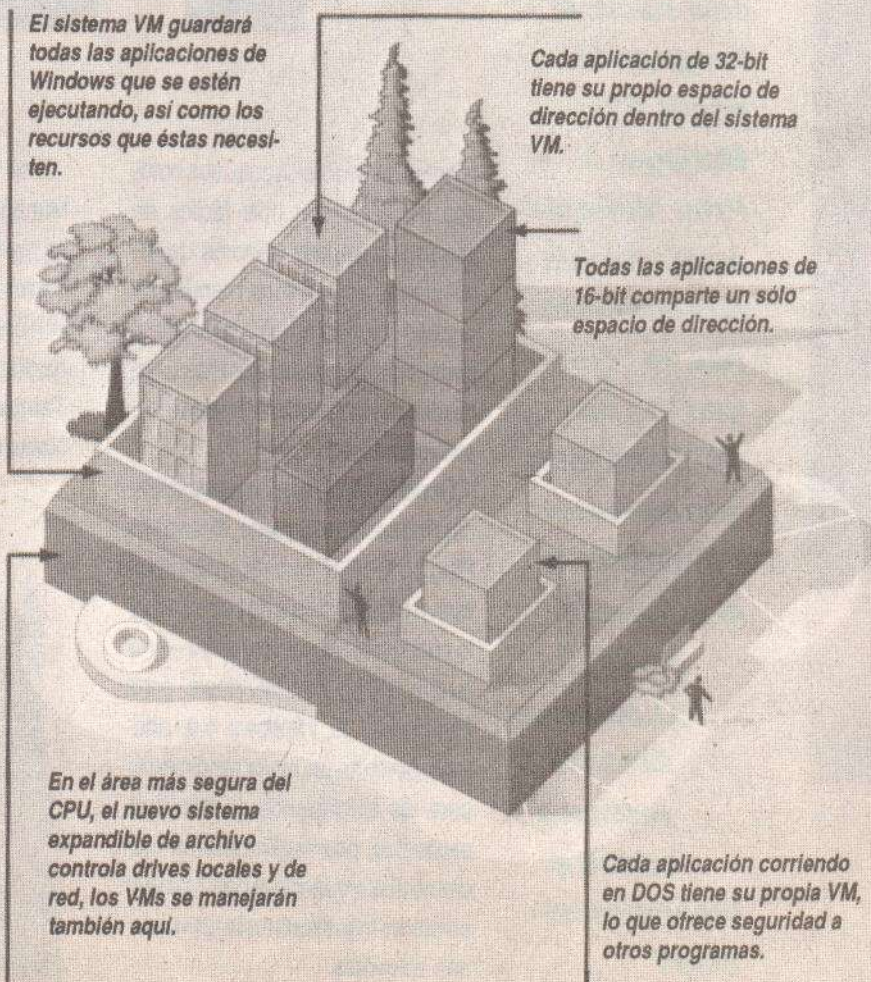 El sistema VM guardará
todas las aplicaciones de
Windows que se estén
ejecutando, así como los
recursos que éstas necesi-
ten.
Cada aplicación de 32-bit
tiene su propio espacio de
dirección dentro del sistema
VM.
Todas las aplicaciones de
16-bit comparte un sólo
espacio de dirección.
En el área más segura del
CPU, el nuevo sistema
expandible de archivo
controla drives locales y de
red, los VMs se manejarán
también aquí.
Cada aplicación corriendo
en DOS tiene su propia VM,
lo que ofrece seguridad a
otros programas.